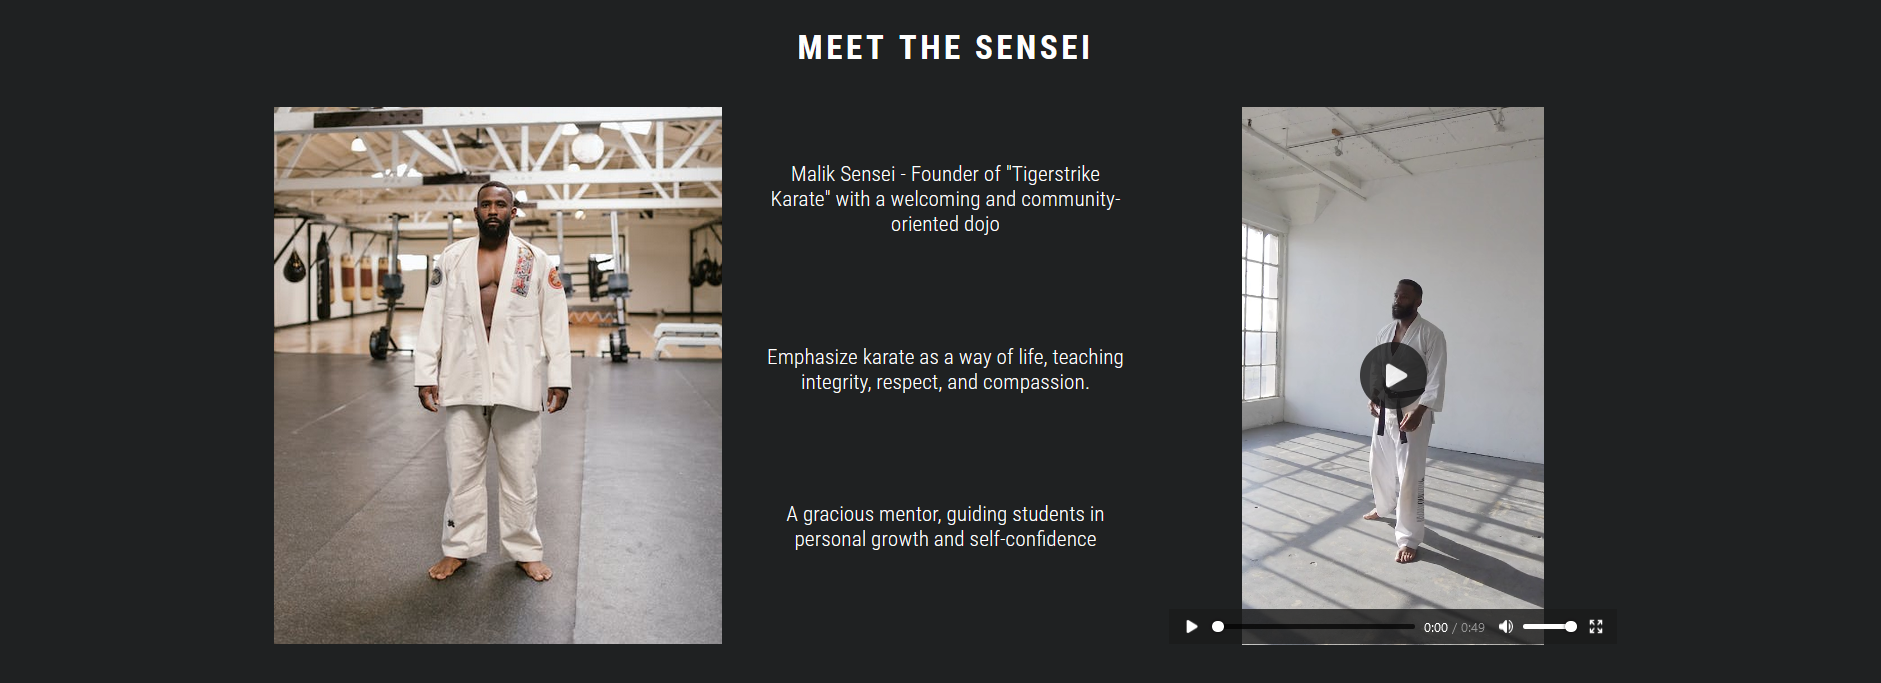 MEET THE SENSEI
Malik Sensei - Founder of "Tigerstrike
Karate" with a welcoming and community-
oriented dojo
Emphasize karate as a way of life, teaching
integrity, respect, and compassion.
A gracious mentor, guiding students in
personal growth and self-confidence
0:00 / 0:49